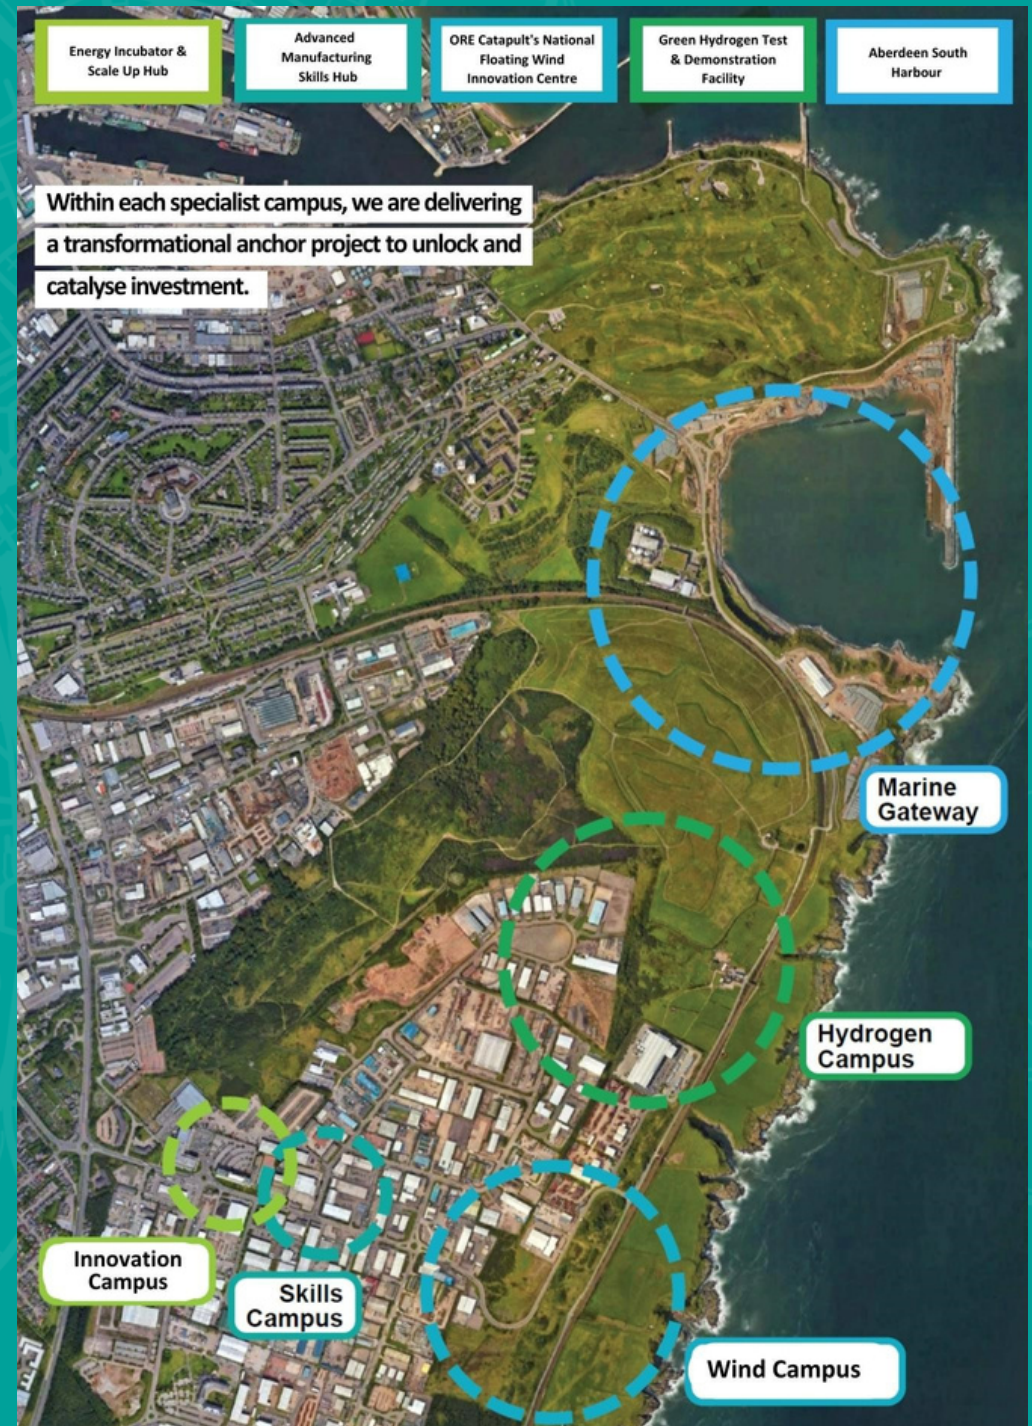 Energy Incubator &
Scale Up Hub
Advanced
Manufacturing
Skills Hub
ORE Catapult's National
Floating Wind
Innovation Centre
Green Hydrogen Test
& Demonstration
Facility
Aberdeen South
Harbour
Within each specialist campus, we are delivering
a transformational anchor project to unlock and
catalyse investment.
Marine
Gateway
Hydrogen
Campus
Innovation
Campus
Skills
Campus
Wind Campus